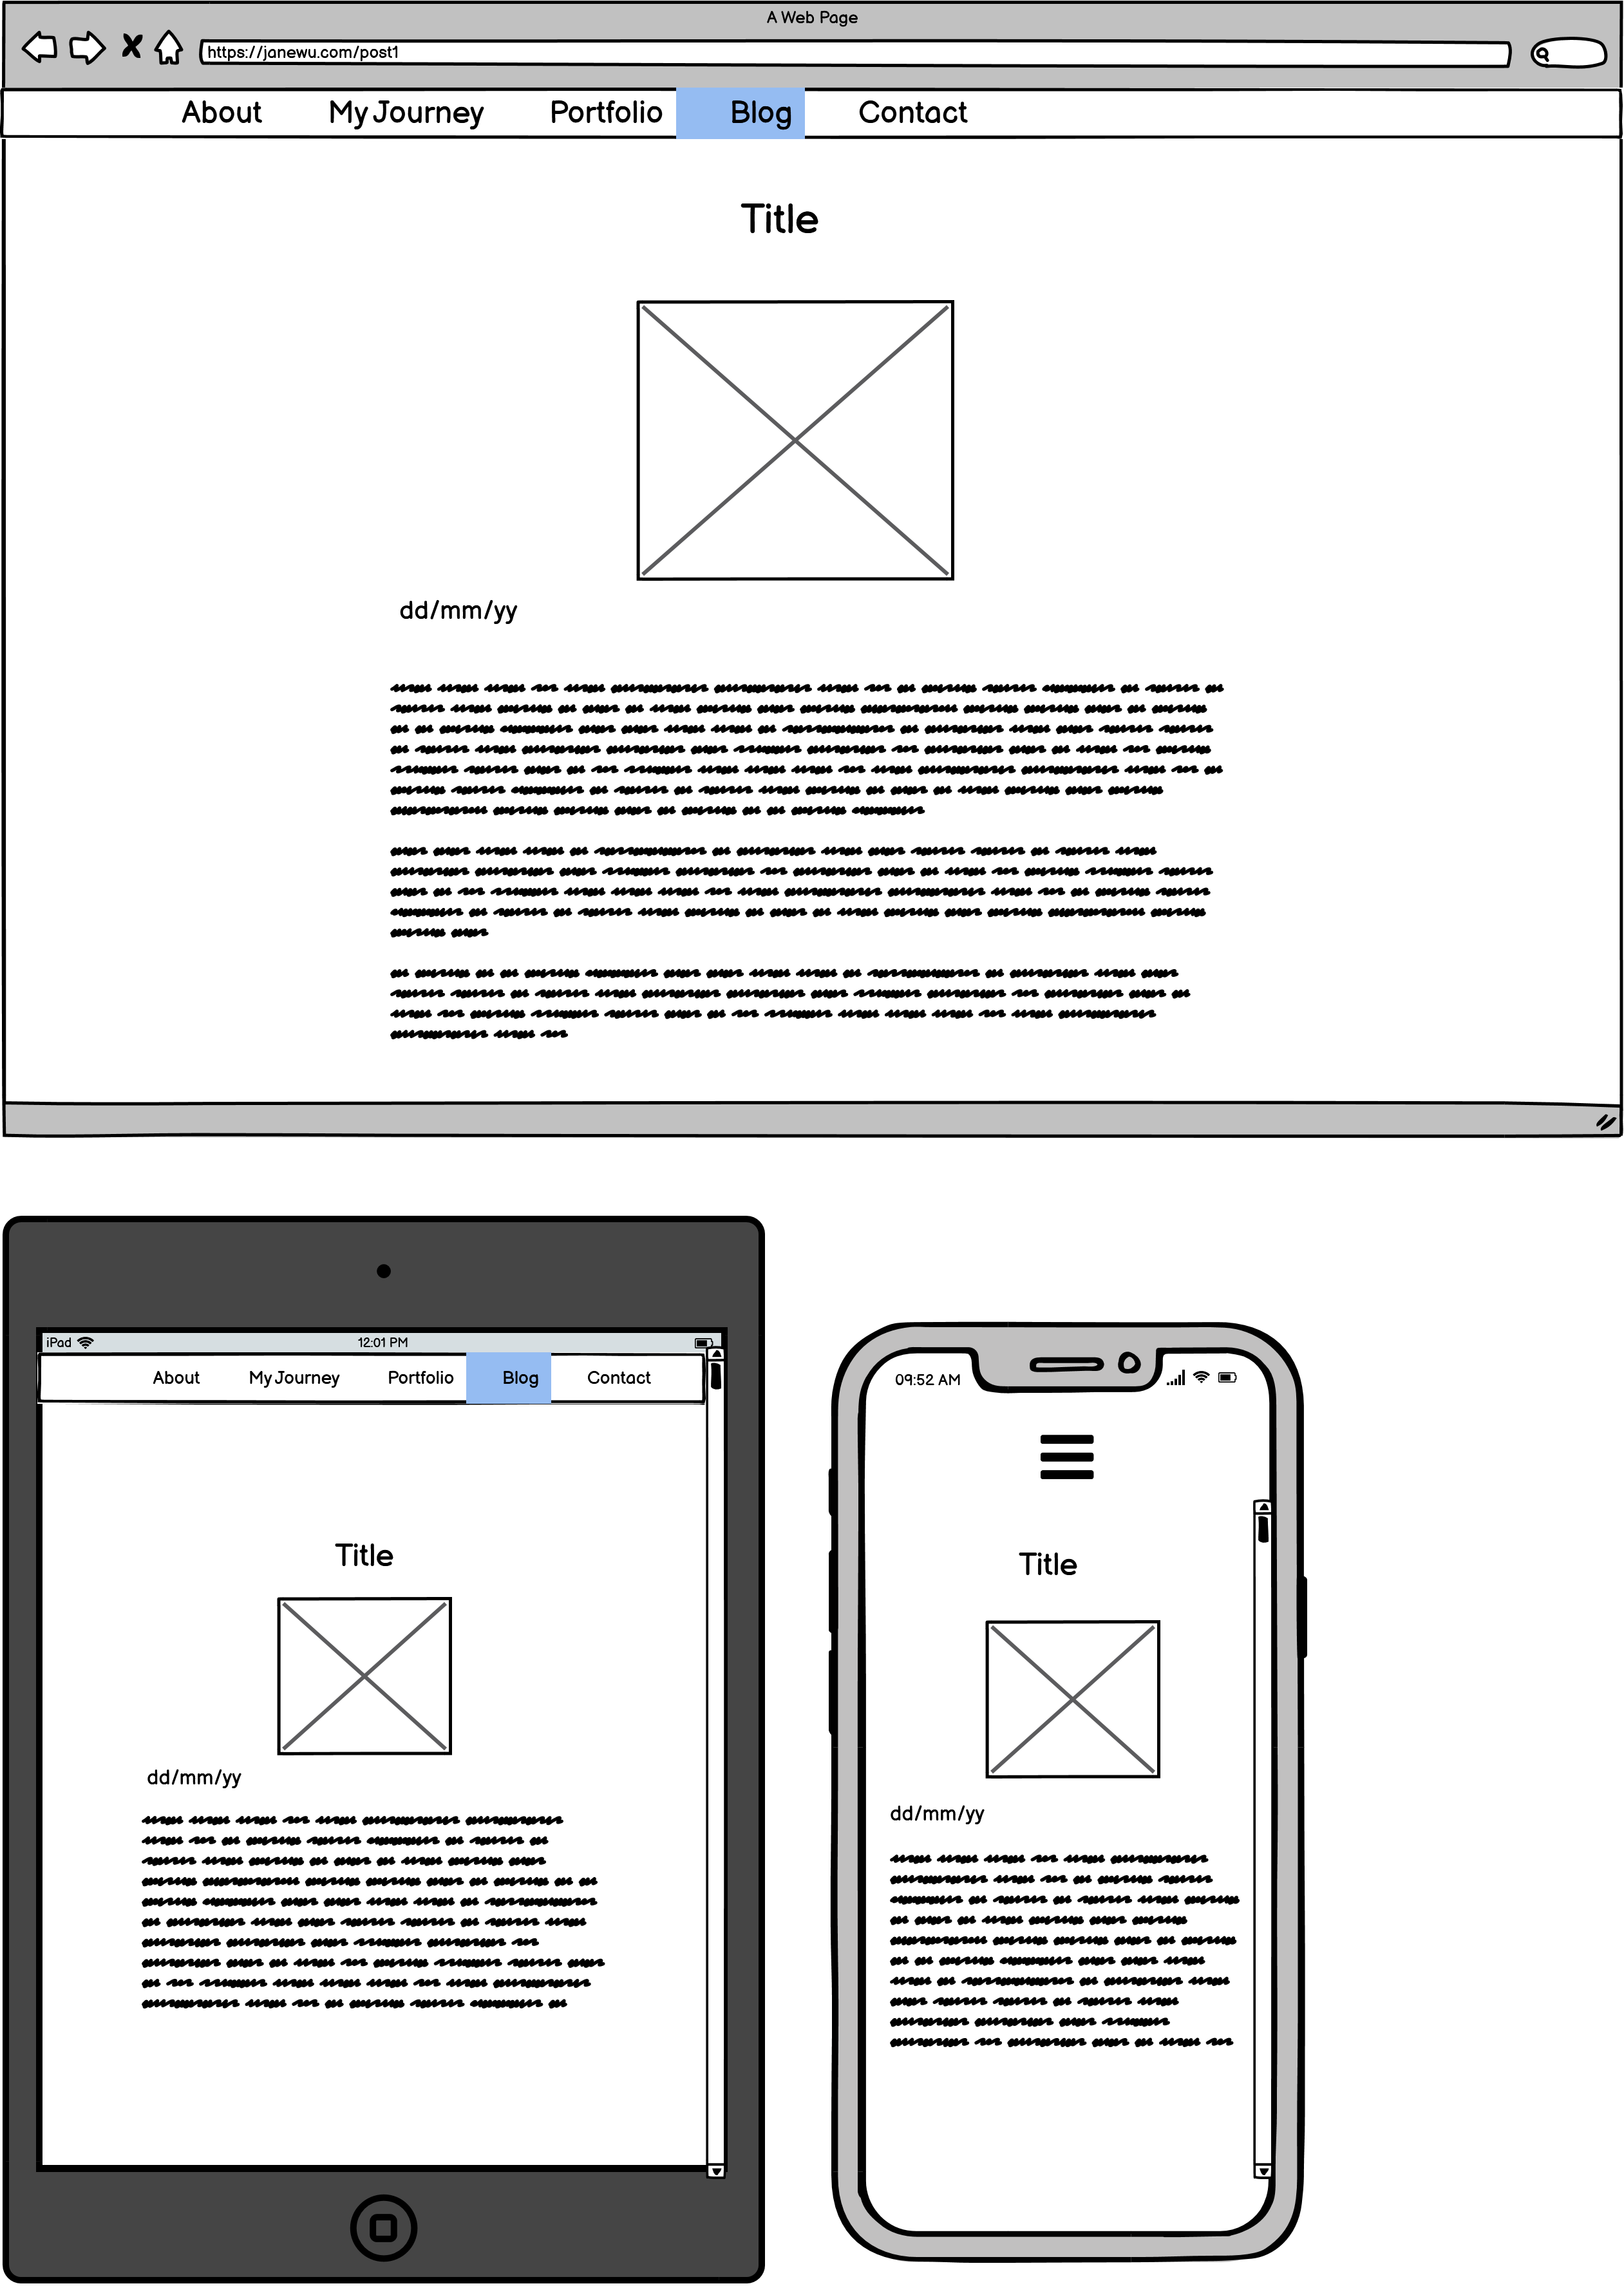 A Web Page
https://janewu.com/post1
About My Journey Portfolio Blog Contact
Title
dd/mm/yy
iPad 12:01 PM
About My Journey Portfolio Blog Contact
Title
dd/mm/yy
09:52 AM
Title
dd/mm/yy